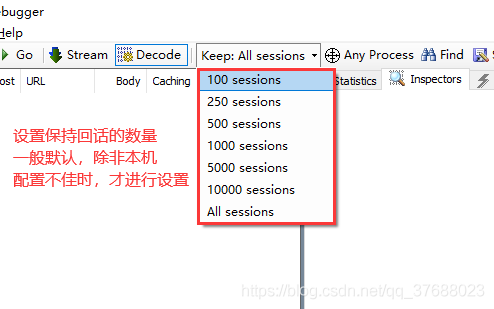 ebugger
Help
Go Stream Decode Keep: All sessions Any Process Find Sav
ost URL Body Caching Statistics Inspectors
100 sessions
250 sessions
500 sessions
1000 sessions
5000 sessions
10000 sessions
All sessions
设置保持回话的数量
一般默认，除非本机
配置不佳时，才进行设置
https://blog.csdn.net/qq_37688023